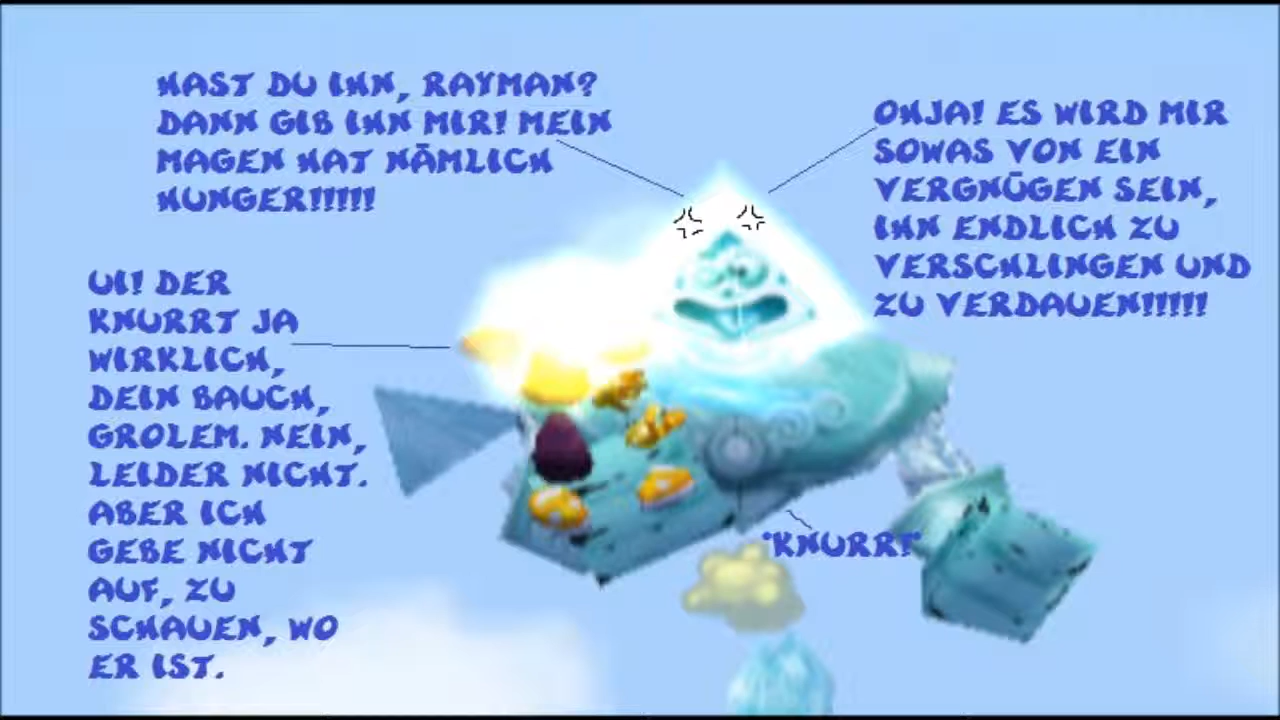 HAST DU IHN, RAYMAN?
DANN GIB IHN MIR! MEIN
MAGEN HAT NÄMLICH
HUNGER!!!!!
OHJA! ES WIRD MIR
SOWAS VON EIN
VERGNÜGEN SEIN,
IHN ENDLICH ZU
VERSCHLINGEN UND
ZU VERDAUEN!!!!!
UI! DER
KNURRT JA
WIRKLICH,
DEIN BAUCH,
GROLEM. NEIN,
LEIDER NICHT.
ABER ICH
GEBE NICHT
AUF, ZU
SCHAUEN, WO
ER IST.
*KNURR!*